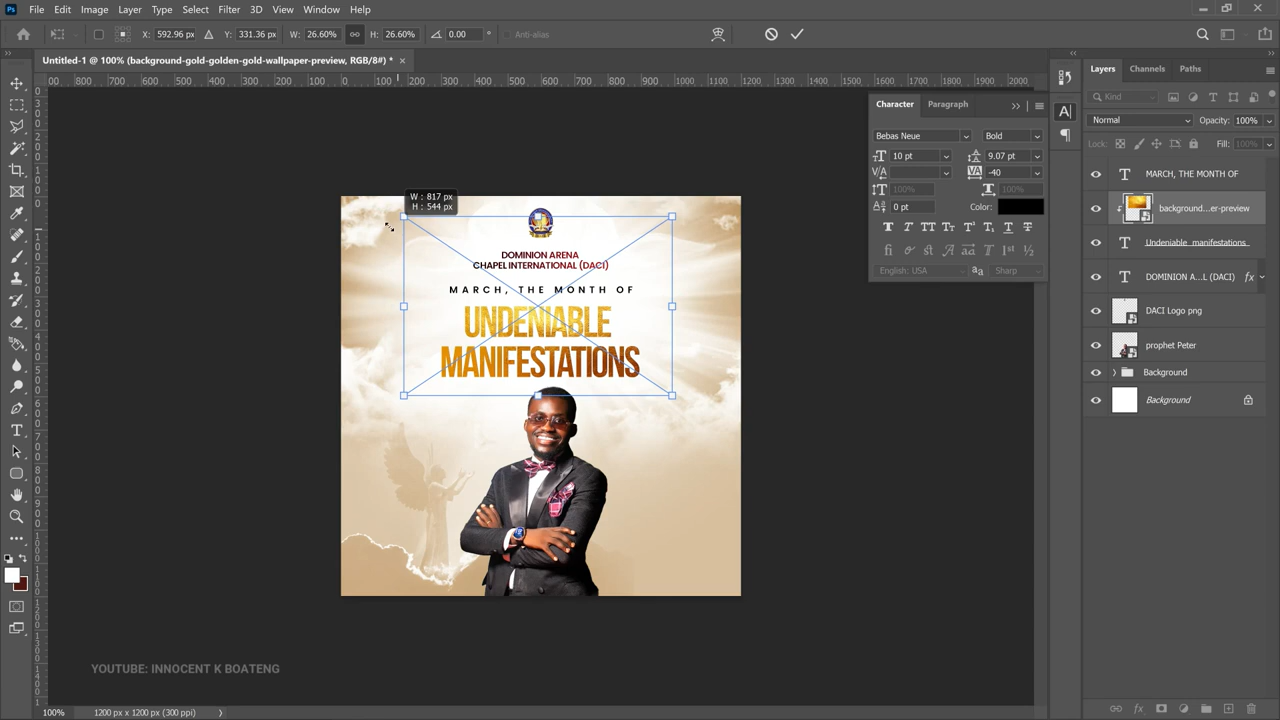 Ps File Edit Image Layer Type Select Filter 3D View Window Help
X: 592.96 px Y: 331.36 px W: 26.60% H: 26.60% 0.00 ° Anti-alias
Untitled-1 @ 100% (background-gold-golden-gold-wallpaper-preview, RGB/8#) *
Character Paragraph
Bebas Neue Bold
10 pt 9.07 pt
-40
100% 100%
0 pt Color:
English: USA Sharp
Layers Channels Paths
Kind
Normal Opacity: 100%
Lock: Fill: 100%
MARCH, THE MONTH OF
background...er-preview
Undeniable manifestations
DOMINION A...L (DACI) fx
DACI Logo png
prophet Peter
Background
Background
W: 817 px
H: 544 px
DOMINION ARENA
CHAPEL INTERNATIONAL (DACI)
MARCH, THE MONTH OF
UNDENIABLE
MANIFESTATIONS
YOUTUBE: INNOCENT K BOATENG
100% 1200 px x 1200 px (300 ppi)